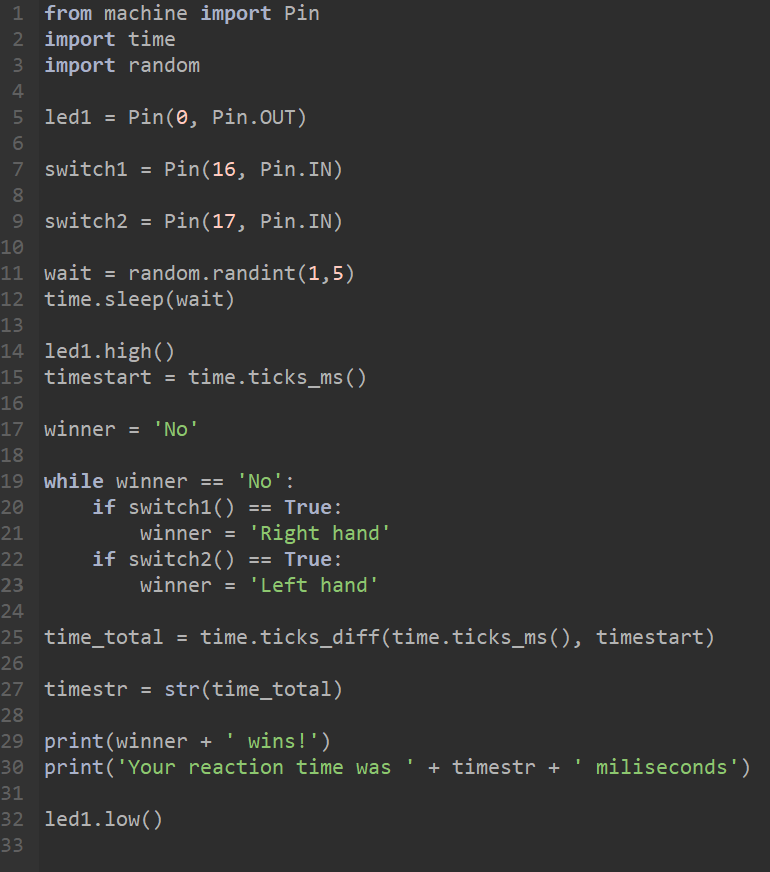 1 from machine import Pin
2 import time
3 import random
4
5 led1 = Pin(0, Pin.OUT)
6
7 switch1 = Pin(16, Pin.IN)
8
9 switch2 = Pin(17, Pin.IN)
10
11 wait = random.randint(1,5)
12 time.sleep(wait)
13
14 led1.high()
15 timestart = time.ticks_ms()
16
17 winner = 'No'
18
19 while winner == 'No':
20     if switch1() == True:
21         winner = 'Right hand'
22     if switch2() == True:
23         winner = 'Left hand'
24
25 time_total = time.ticks_diff(time.ticks_ms(), timestart)
26
27 timestr = str(time_total)
28
29 print(winner + ' wins!')
30 print('Your reaction time was ' + timestr + ' miliseconds')
31
32 led1.low()
33